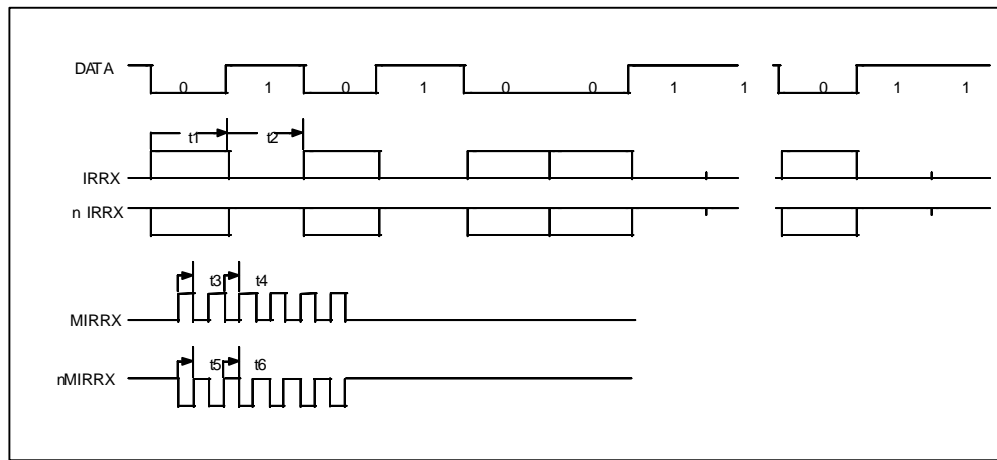 DATA
0 1 0 1 0 0 1 1 0 1 1
t1 t2
IRRX
n IRRX
t3 t4
MIRRX
t5 t6
nMIRRX